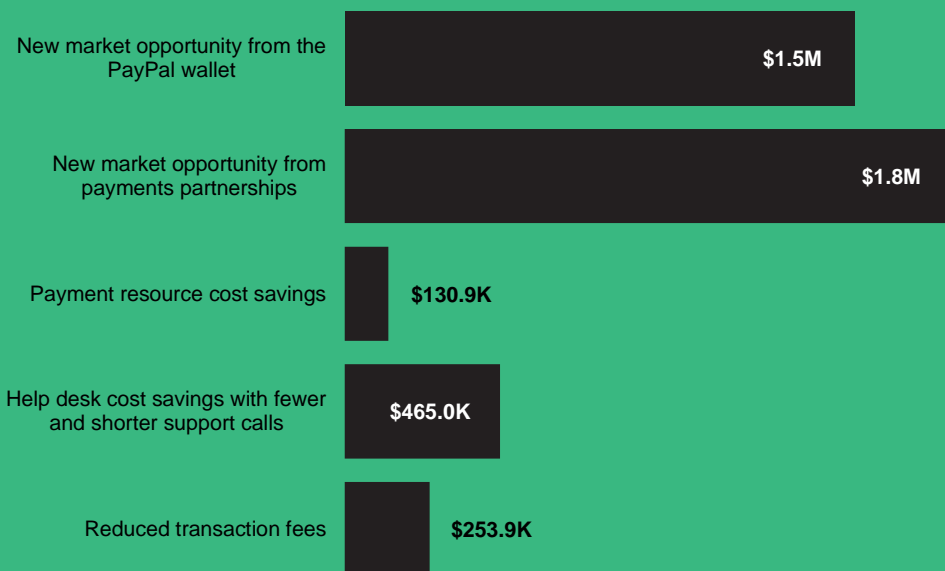 New market opportunity from the
PayPal wallet
$1.5M
New market opportunity from
payments partnerships
$1.8M
Payment resource cost savings
$130.9K
Help desk cost savings with fewer
and shorter support calls
$465.0K
Reduced transaction fees
$253.9K